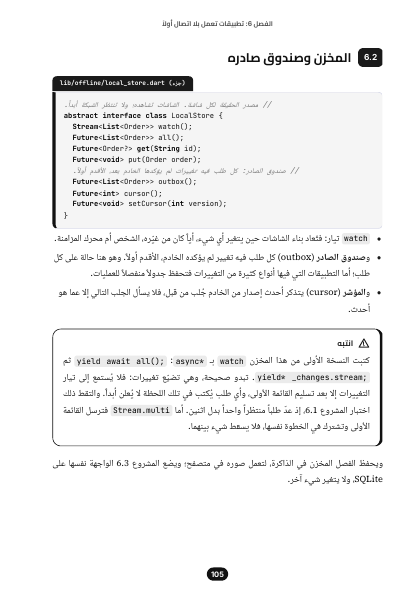 الفصل 6: تطبيقات تعمل بلا اتصال أولاً
6.2 المخزن وصندوق صادره
lib/offline/local_store.dart (جزء)
// مصدر الحقيقة لكل شاشة. الشاشات تشاهده؛ ولا تنتظر الشبكة أبداً.
abstract interface class LocalStore {
Stream<List<Order>> watch();
Future<List<Order>> all();
Future<Order?> get(String id);
Future<void> put(Order order);
// صندوق الصادر: كل طلب فيه تغييرات لم يؤكدها الخادم بعد، الأقدم أولاً.
Future<List<Order>> outbox();
Future<int> cursor();
Future<void> setCursor(int version);
}
• watch تيار: فتُعاد بناء الشاشات حين يتغير أي شيء، أياً كان من غيّره، الشخص أم محرك المزامنة.
• وصندوق الصادر (outbox) كل طلب فيه تغيير لم يؤكده الخادم، الأقدم أولاً. وهو هنا حالة على كل
طلب؛ أما التطبيقات التي فيها أنواع كثيرة من التغييرات فتحفظ جدولاً منفصلاً للعمليات.
• والمؤشر (cursor) يتذكر أحدث إصدار من الخادم جُلب من قبل، فلا يسأل الجلب التالي إلا عما هو
أحدث.
انتبه
كتبت النسخة الأولى من هذا المخزن watch بـ async*: yield await all(); ثم
yield* _changes.stream;. تبدو صحيحة، وهي تضيّع تغييرات: فلا يُستمع إلى تيار
التغييرات إلا بعد تسليم القائمة الأولى، وأي طلب يُكتب في تلك اللحظة لا يُعلن أبداً. والتقط ذلك
اختبار المشروع 6.1، إذ عدّ طلباً منتظراً واحداً بدل اثنين. أما Stream.multi فترسل القائمة
الأولى وتشترك في الخطوة نفسها، فلا يسقط شيء بينهما.
ويحفظ الفصل المخزن في الذاكرة، لتعمل صوره في متصفح؛ ويضع المشروع 6.3 الواجهة نفسها على
SQLite، ولا يتغير شيء آخر.
105